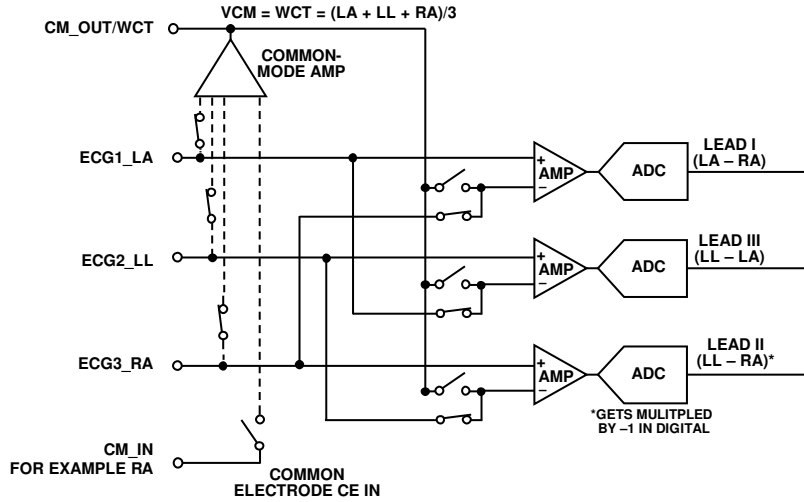 VCM = WCT = (LA + LL + RA)/3
CM_OUT/WCT
COMMON-
MODE AMP
ECG1_LA
+
–
AMP
ADC
LEAD I
(LA – RA)
ECG2_LL
+
–
AMP
ADC
LEAD III
(LL – LA)
ECG3_RA
+
–
AMP
ADC
LEAD II
(LL – RA)*
*GETS MULITPLED
BY –1 IN DIGITAL
CM_IN
FOR EXAMPLE RA
COMMON
ELECTRODE CE IN